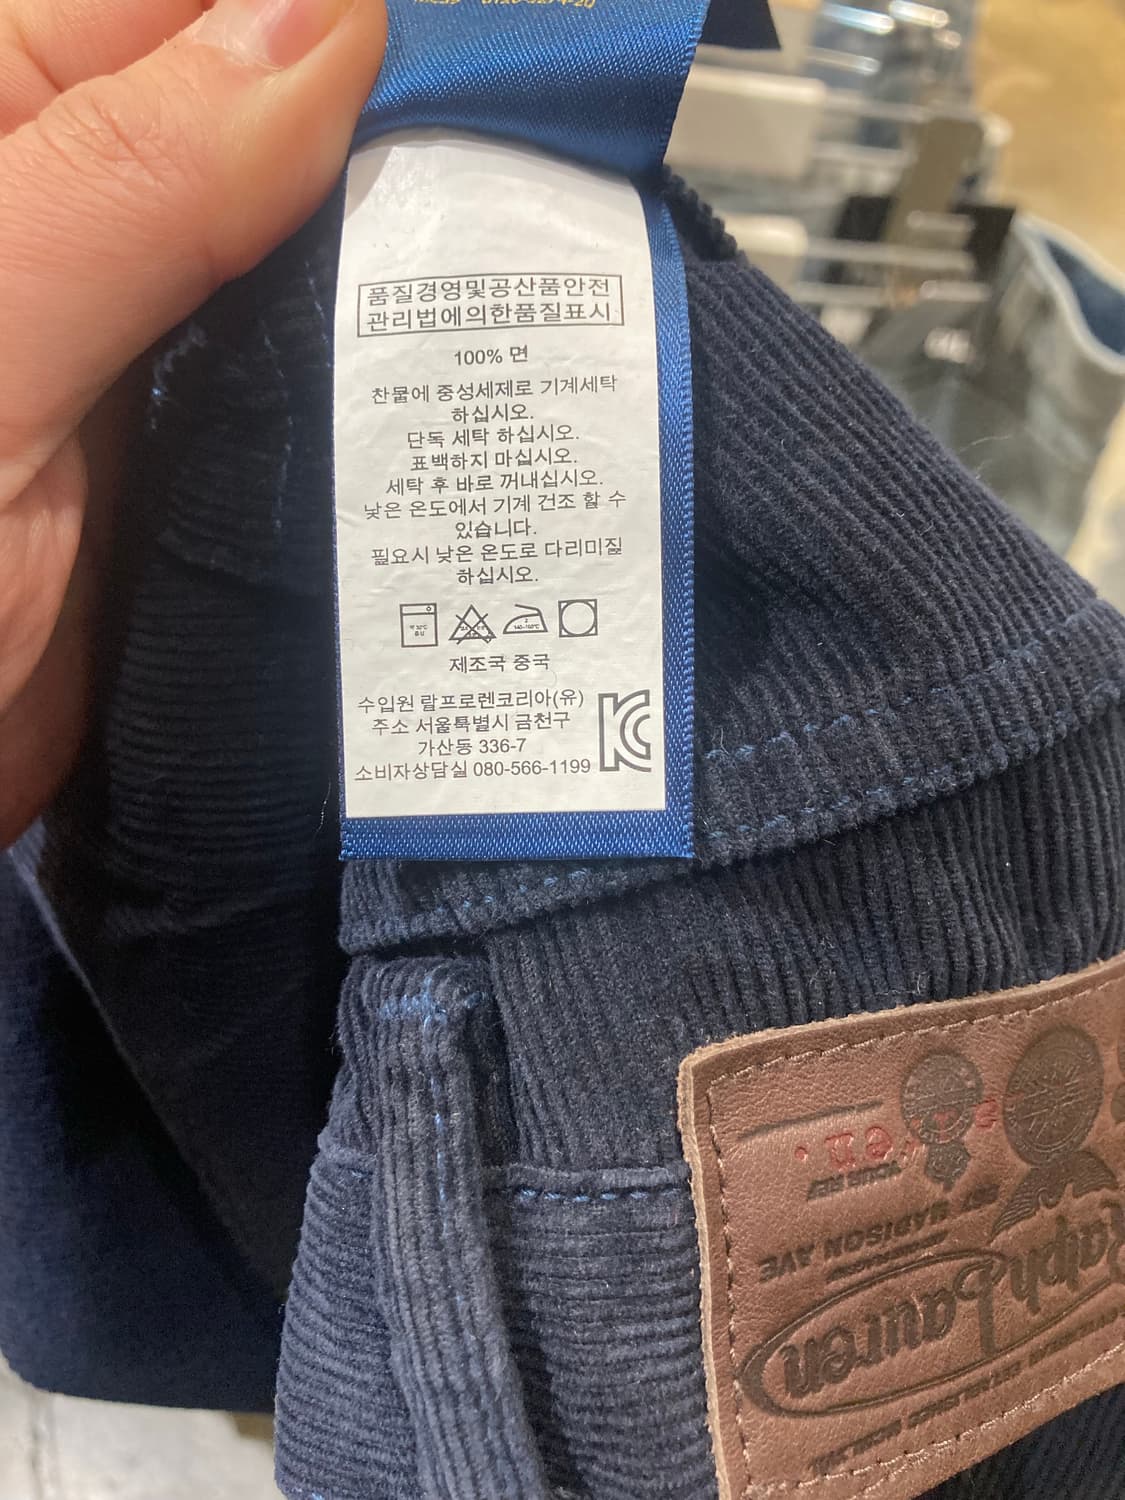 품질경영및공산품안전
관리법에의한품질표시
100% 면
찬물에 중성세제로 기계세탁
하십시오.
단독 세탁 하십시오.
표백하지 마십시오.
세탁 후 바로 꺼내십시오.
낮은 온도에서 기계 건조 할 수
있습니다.
필요시 낮은 온도로 다리미질
하십시오.
제조국 중국
수입원 랄프로렌코리아(유)
주소 서울특별시 금천구
가산동 336-7
소비자상담실 080-566-1199
KC
Ralph Lauren
MADISON AVE